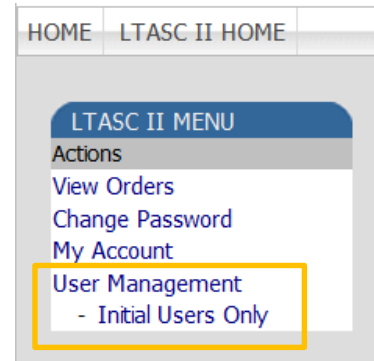 HOME LTASC II HOME
LTASC II MENU
Actions
View Orders
Change Password
My Account
User Management
- Initial Users Only